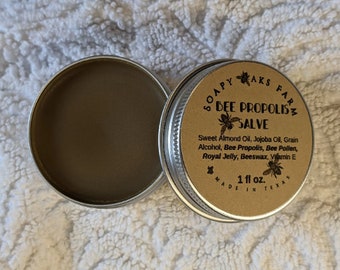 SOAPY OAKS FARM
BEE PROPOLIS
SALVE
Sweet Almond Oil, Jojoba Oil, Grain
Alcohol, Bee Propolis, Bee Pollen,
Royal Jelly, Beeswax, Vitamin E
1 fl oz.
MADE IN TEXAS